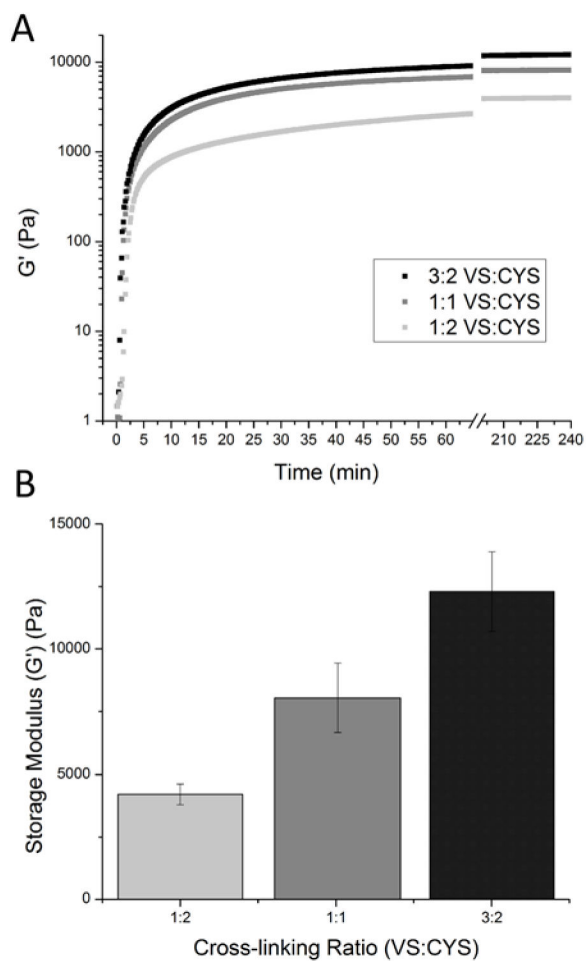 A
10000
1000
100
10
1
G' (Pa)
3:2 VS:CYS
1:1 VS:CYS
1:2 VS:CYS
0 5 10 15 20 25 30 35 40 45 50 55 60 210 225 240
Time (min)
B
15000
10000
5000
0
Storage Modulus (G') (Pa)
1:2 1:1 3:2
Cross-linking Ratio (VS:CYS)